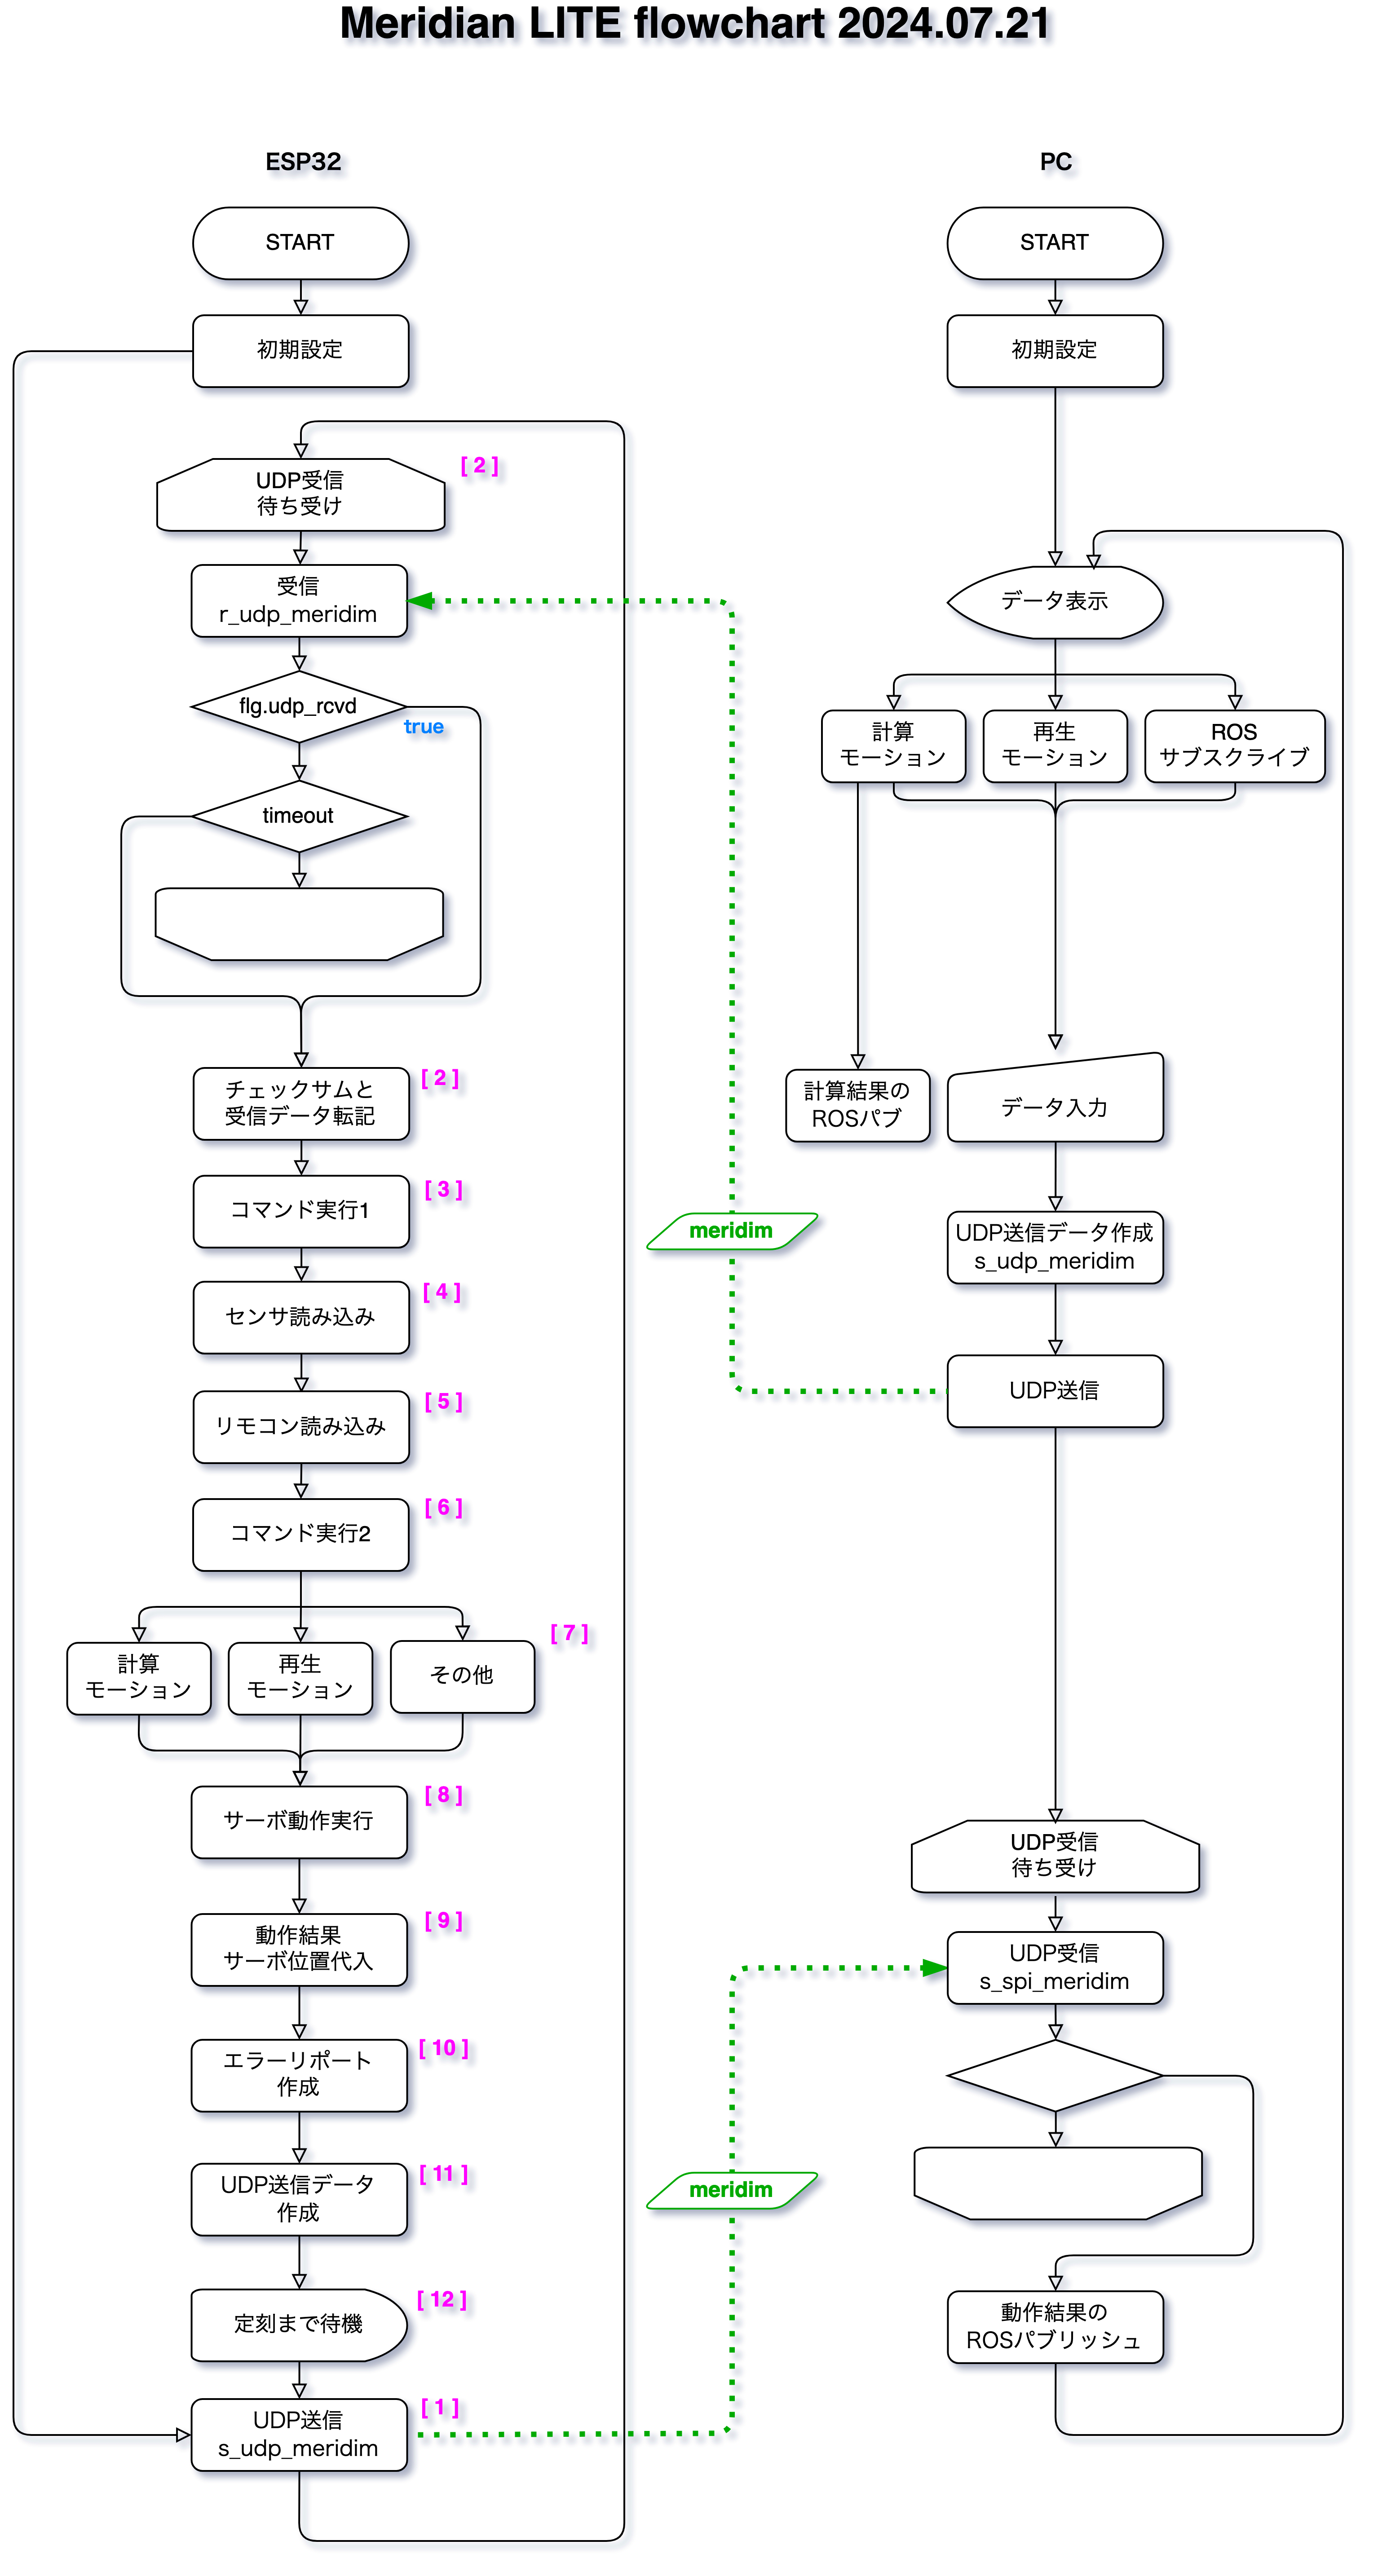 Meridian LITE flowchart 2024.07.21
ESP32
START
初期設定
UDP受信
待ち受け
[ 2 ]
受信
r_udp_meridim
flg.udp_rcvd
true
timeout
チェックサムと
受信データ転記
[ 2 ]
コマンド実行1
[ 3 ]
センサ読み込み
[ 4 ]
リモコン読み込み
[ 5 ]
コマンド実行2
[ 6 ]
計算
モーション
再生
モーション
その他
[ 7 ]
サーボ動作実行
[ 8 ]
動作結果
サーボ位置代入
[ 9 ]
エラーリポート
作成
[ 10 ]
UDP送信データ
作成
[ 11 ]
定刻まで待機
[ 12 ]
UDP送信
s_udp_meridim
[ 1 ]
meridim
meridim
PC
START
初期設定
データ表示
計算
モーション
再生
モーション
ROS
サブスクライブ
計算結果の
ROSパブ
データ入力
UDP送信データ作成
s_udp_meridim
UDP送信
UDP受信
待ち受け
UDP受信
s_spi_meridim
動作結果の
ROSパブリッシュ